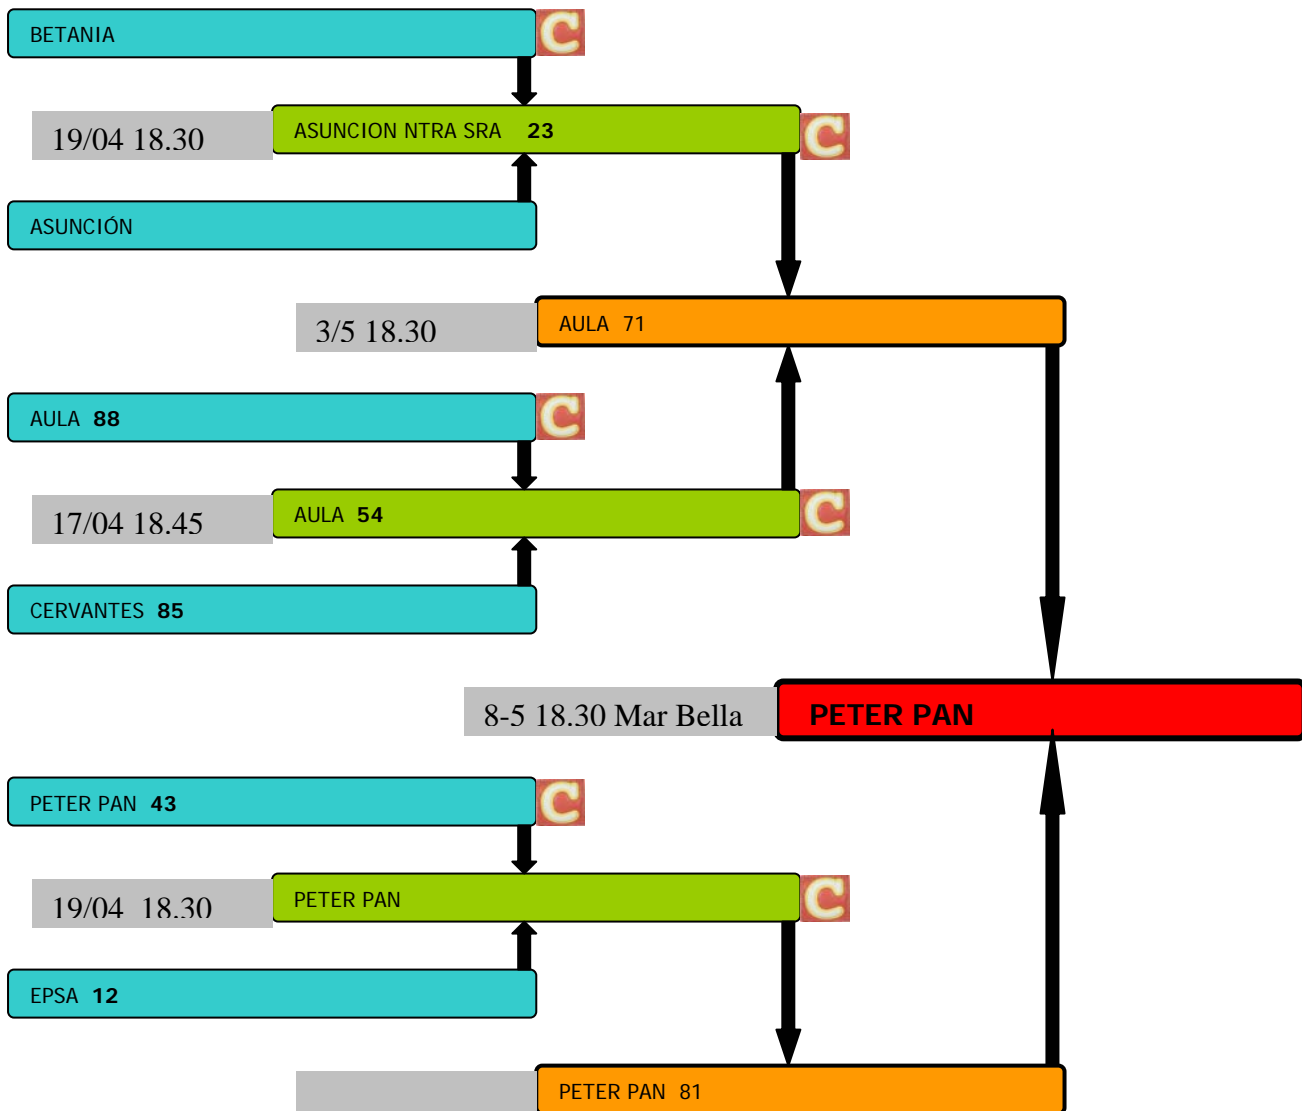 BETANIA C
19/04 18.30 ASUNCION NTRA SRA 23 C
ASUNCIÓN
3/5 18.30 AULA 71
AULA 88 C
17/04 18.45 AULA 54 C
CERVANTES 85
8-5 18.30 Mar Bella PETER PAN
PETER PAN 43 C
19/04 18.30 PETER PAN C
EPSA 12
PETER PAN 81